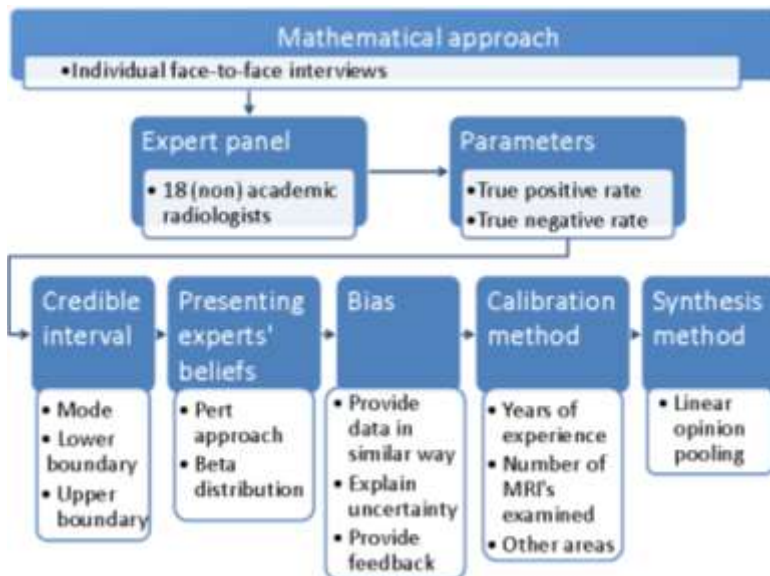 Mathematical approach
•Individual face-to-face interviews
Expert panel
• 18 (non) academic
radiologists
Parameters
•True positive rate
•True negative rate
Credible
interval
• Mode
• Lower
boundary
• Upper
boundary
Presenting
experts'
beliefs
• Pert
approach
• Beta
distribution
Bias
• Provide
data in
similar way
• Explain
uncertainty
• Provide
feedback
Calibration
method
• Years of
experience
• Number of
MRI's
examined
• Other areas
Synthesis
method
• Linear
opinion
pooling